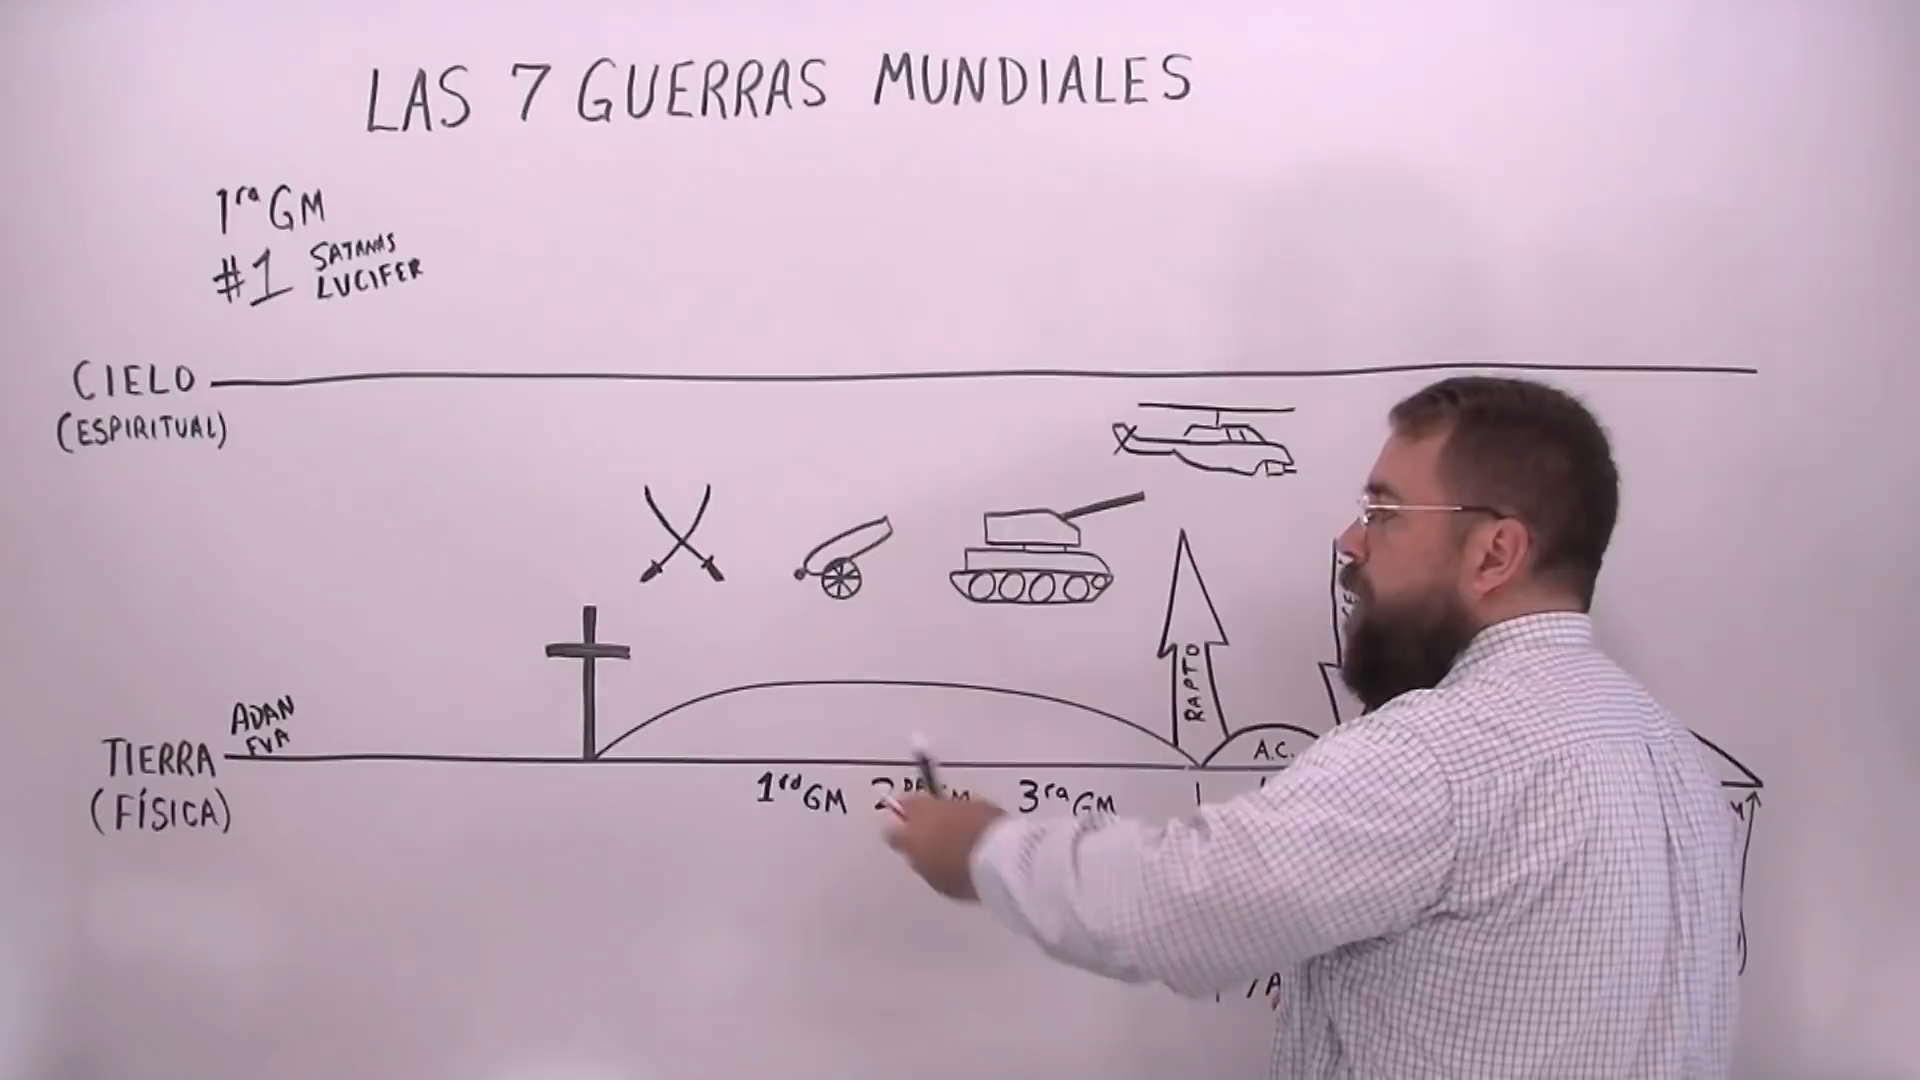 LAS 7 GUERRAS MUNDIALES
1ra GM
#1 SATANAS
LUCIFER
CIELO
(ESPIRITUAL)
RAPTO
ADAN
EVA
TIERRA
(FÍSICA)
A.C.
1ra GM
3ra GM